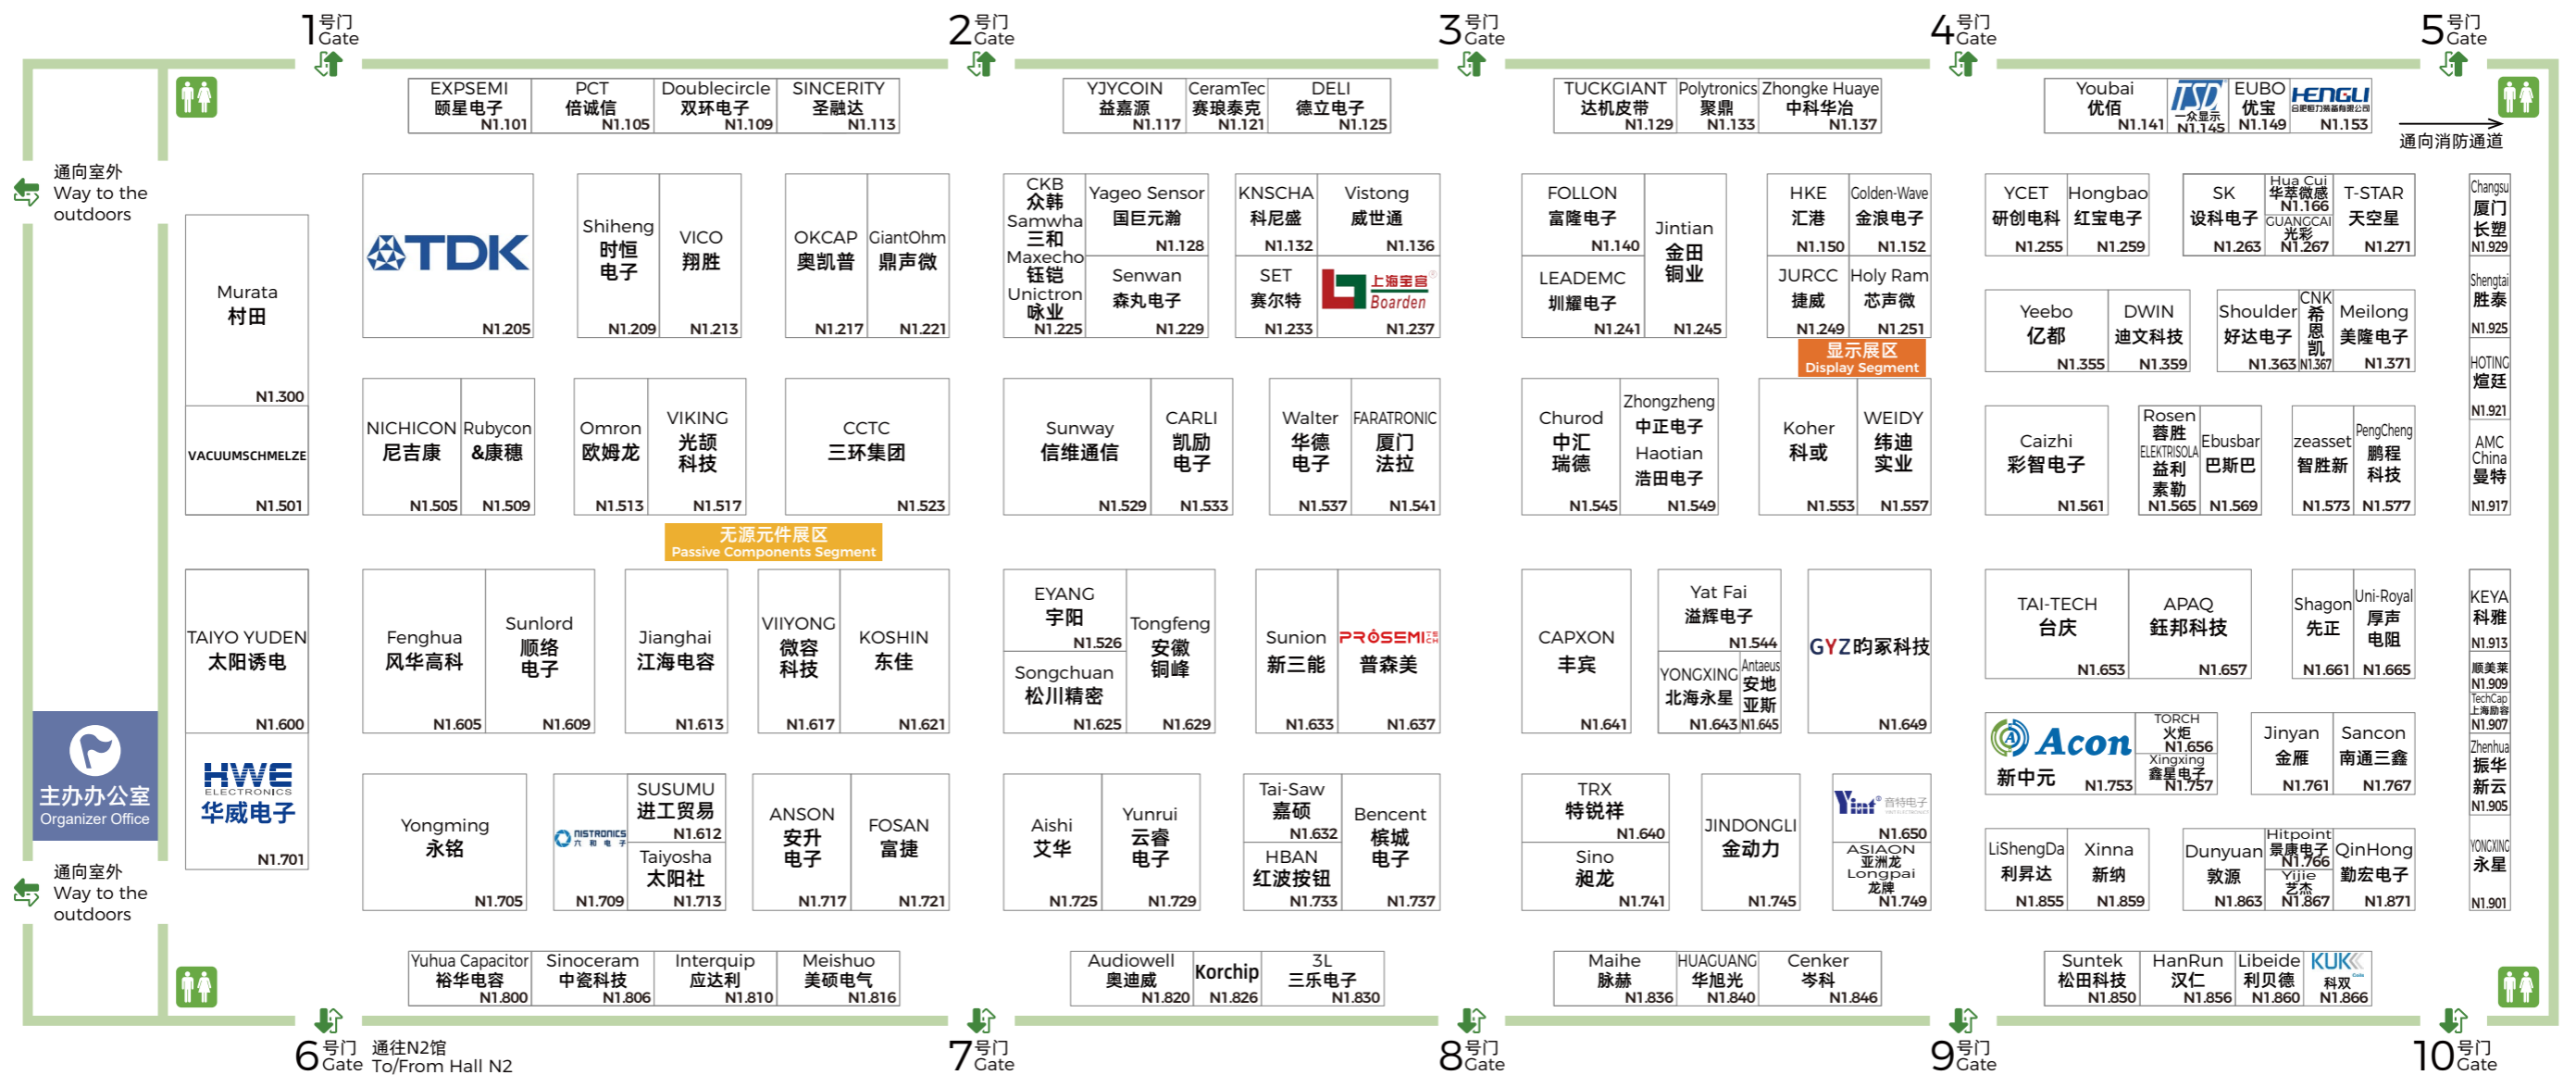 1 号门 Gate
2 号门 Gate
3 号门 Gate
4 号门 Gate
5 号门 Gate
EXPSEMI
颐星电子
N1.101
PCT
倍诚信
N1.105
Doublecircle
双环电子
N1.109
SINCERITY
圣融达
N1.113
YJYCOIN
益嘉源
N1.117
CeramTec
赛琅泰克
N1.121
DELI
德立电子
N1.125
TUCKGIANT
达机皮带
N1.129
Polytronics
聚鼎
N1.133
Zhongke Huaye
中科华冶
N1.137
Youbai
优佰
N1.141
TSD
一众显示
N1.145
EUBO
优宝
N1.149
HENGLI
合肥恒力装备有限公司
N1.153
通向消防通道
通向室外
Way to the
outdoors
Murata
村田
N1.300
VACUUMSCHMELZE
N1.501
TDK
N1.205
Shiheng
时恒
电子
N1.209
VICO
翔胜
N1.213
OKCAP
奥凯普
N1.217
GiantOhm
鼎声微
N1.221
CKB
众韩
Samwha
三和
Maxecho
钰铠
Unictron
咏业
N1.225
Yageo Sensor
国巨元瀚
N1.128
Senwan
森丸电子
N1.229
KNSCHA
科尼盛
N1.132
Vistong
威世通
N1.136
SET
赛尔特
N1.233
上海宝宫
Boarden
N1.237
FOLLON
富隆电子
N1.140
LEADEMC
圳耀电子
N1.241
Jintian
金田
铜业
N1.245
HKE
汇港
N1.150
Golden-Wave
金浪电子
N1.152
JURCC
捷威
N1.249
Holy Ram
芯声微
N1.251
显示展区
Display Segment
YCET
研创电科
N1.255
Hongbao
红宝电子
N1.259
SK
设科电子
N1.263
Hua Cui
华萃微感
N1.166
GUANGCAI
光彩
N1.267
T-STAR
天空星
N1.271
Yeebo
亿都
N1.355
DWIN
迪文科技
N1.359
Shoulder
好达电子
N1.363
CNK
希
恩
凯
N1.367
Meilong
美隆电子
N1.371
Changsu
厦门
长塑
N1.929
Shengtai
胜泰
N1.925
HOTING
煊廷
N1.921
AMC
China
曼特
N1.917
NICHICON
尼吉康
N1.505
Rubycon
&康穗
N1.509
Omron
欧姆龙
N1.513
VIKING
光颉
科技
N1.517
CCTC
三环集团
N1.523
Sunway
信维通信
N1.529
CARLI
凯励
电子
N1.533
Walter
华德
电子
N1.537
FARATRONIC
厦门
法拉
N1.541
Churod
中汇
瑞德
N1.545
Zhongzheng
中正电子
Haotian
浩田电子
N1.549
Koher
科或
N1.553
WEIDY
纬迪
实业
N1.557
Caizhi
彩智电子
N1.561
Rosen
蓉胜
ELEKTRISOLA
益利
素勒
N1.565
Ebusbar
巴斯巴
N1.569
zeasset
智胜新
N1.573
PengCheng
鹏程
科技
N1.577
无源元件展区
Passive Components Segment
TAIYO YUDEN
太阳诱电
N1.600
HWE
ELECTRONICS
华威电子
N1.701
Fenghua
风华高科
N1.605
Sunlord
顺络
电子
N1.609
Jianghai
江海电容
N1.613
VIIYONG
微容
科技
N1.617
KOSHIN
东佳
N1.621
EYANG
宇阳
N1.526
Songchuan
松川精密
N1.625
Tongfeng
安徽
铜峰
N1.629
Sunion
新三能
N1.633
PROSEMI TECH
普森美
N1.637
CAPXON
丰宾
N1.641
Yat Fai
溢辉电子
N1.544
YONGXING
北海永星
N1.643
Antaeus
安地
亚斯
N1.645
GYZ昀冢科技
N1.649
TAI-TECH
台庆
N1.653
APAQ
鈺邦科技
N1.657
Shagon
先正
N1.661
Uni-Royal
厚声
电阻
N1.665
KEYA
科雅
N1.913
顺美莱
N1.909
TechCap
上海励容
N1.907
Zhenhua
振华
新云
N1.905
YONGXING
永星
N1.901
Acon
新中元
N1.753
TORCH
火炬
N1.656
Xingxing
鑫星电子
N1.757
Jinyan
金雁
N1.761
Sancon
南通三鑫
N1.767
主办办公室
Organizer Office
通向室外
Way to the
outdoors
Yongming
永铭
N1.705
NISTRONICS
六和电子
N1.709
SUSUMU
进工贸易
N1.612
Taiyosha
太阳社
N1.713
ANSON
安升
电子
N1.717
FOSAN
富捷
N1.721
Aishi
艾华
N1.725
Yunrui
云睿
电子
N1.729
Tai-Saw
嘉硕
N1.632
HBAN
红波按钮
N1.733
Bencent
槟城
电子
N1.737
TRX
特锐祥
N1.640
Sino
昶龙
N1.741
JINDONGLI
金动力
N1.745
Yint 音特电子
N1.650
ASIAON
亚洲龙
Longpai
龙牌
N1.749
LiShengDa
利昇达
N1.855
Xinna
新纳
N1.859
Dunyuan
敦源
N1.863
Hitpoint
景康电子
N1.766
Yijie
艺杰
N1.867
QinHong
勤宏电子
N1.871
Yuhua Capacitor
裕华电容
N1.800
Sinoceram
中瓷科技
N1.806
Interquip
应达利
N1.810
Meishuo
美硕电气
N1.816
Audiowell
奥迪威
N1.820
Korchip
N1.826
3L
三乐电子
N1.830
Maihe
脉赫
N1.836
HUAGUANG
华旭光
N1.840
Cenker
岑科
N1.846
Suntek
松田科技
N1.850
HanRun
汉仁
N1.856
Libeide
利贝德
N1.860
KUK
Coils
科双
N1.866
6 号门 Gate
通往N2馆
To/From Hall N2
7 号门 Gate
8 号门 Gate
9 号门 Gate
10 号门 Gate